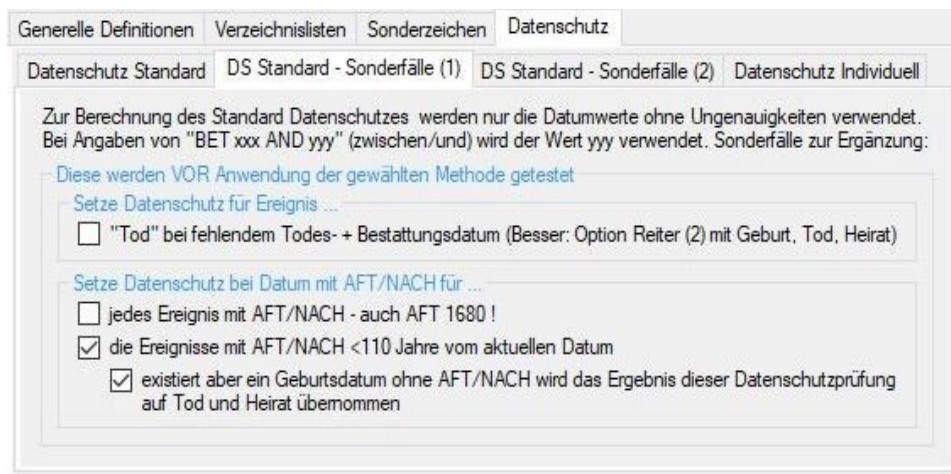 Generelle Definitionen Verzeichnislisten Sonderzeichen Datenschutz
Datenschutz Standard DS Standard - Sonderfälle (1) DS Standard - Sonderfälle (2) Datenschutz Individuell
Zur Berechnung des Standard Datenschutzes werden nur die Datumwerte ohne Ungenauigkeiten verwendet.
Bei Angaben von "BET xxx AND yyy" (zwischen/und) wird der Wert yyy verwendet. Sonderfälle zur Ergänzung:
Diese werden VOR Anwendung der gewählten Methode getestet
Setze Datenschutz für Ereignis ...
"Tod" bei fehlendem Todes- + Bestattungsdatum (Besser: Option Reiter (2) mit Geburt, Tod, Heirat)
Setze Datenschutz bei Datum mit AFT/NACH für ...
jedes Ereignis mit AFT/NACH - auch AFT 1680 !
die Ereignisse mit AFT/NACH <110 Jahre vom aktuellen Datum
existiert aber ein Geburtsdatum ohne AFT/NACH wird das Ergebnis dieser Datenschutzprüfung
auf Tod und Heirat übernommen